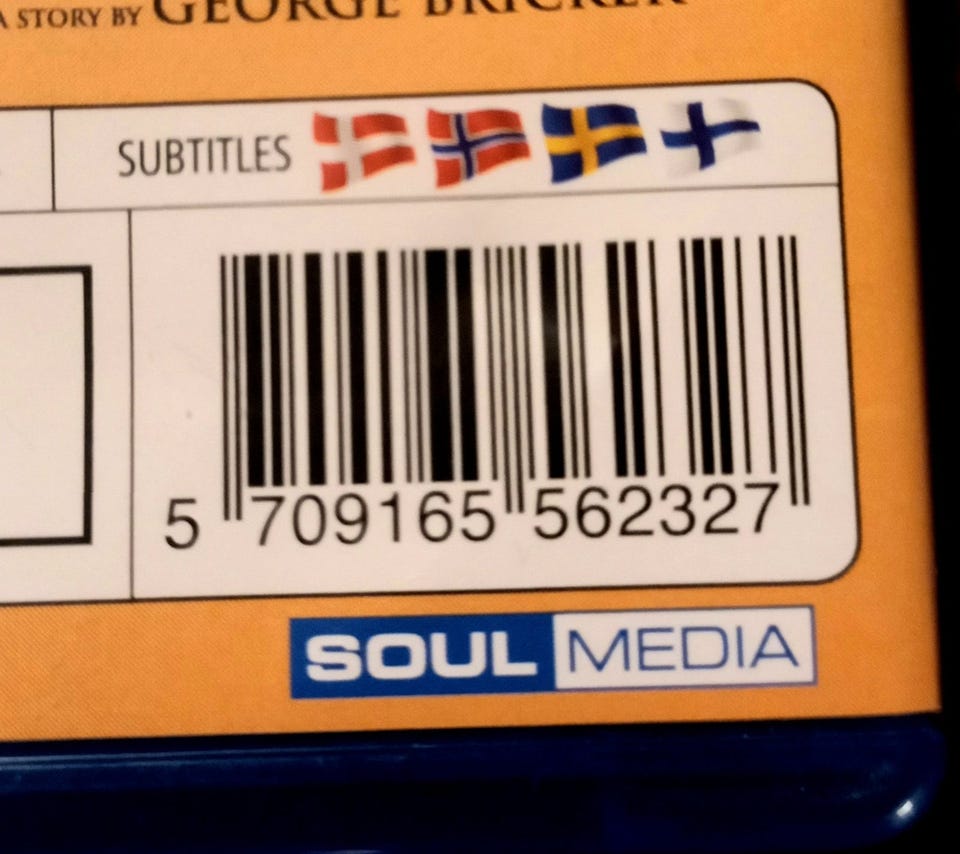 A STORY BY GEORGE BRICKER
SUBTITLES
5 709165 562327
SOUL MEDIA